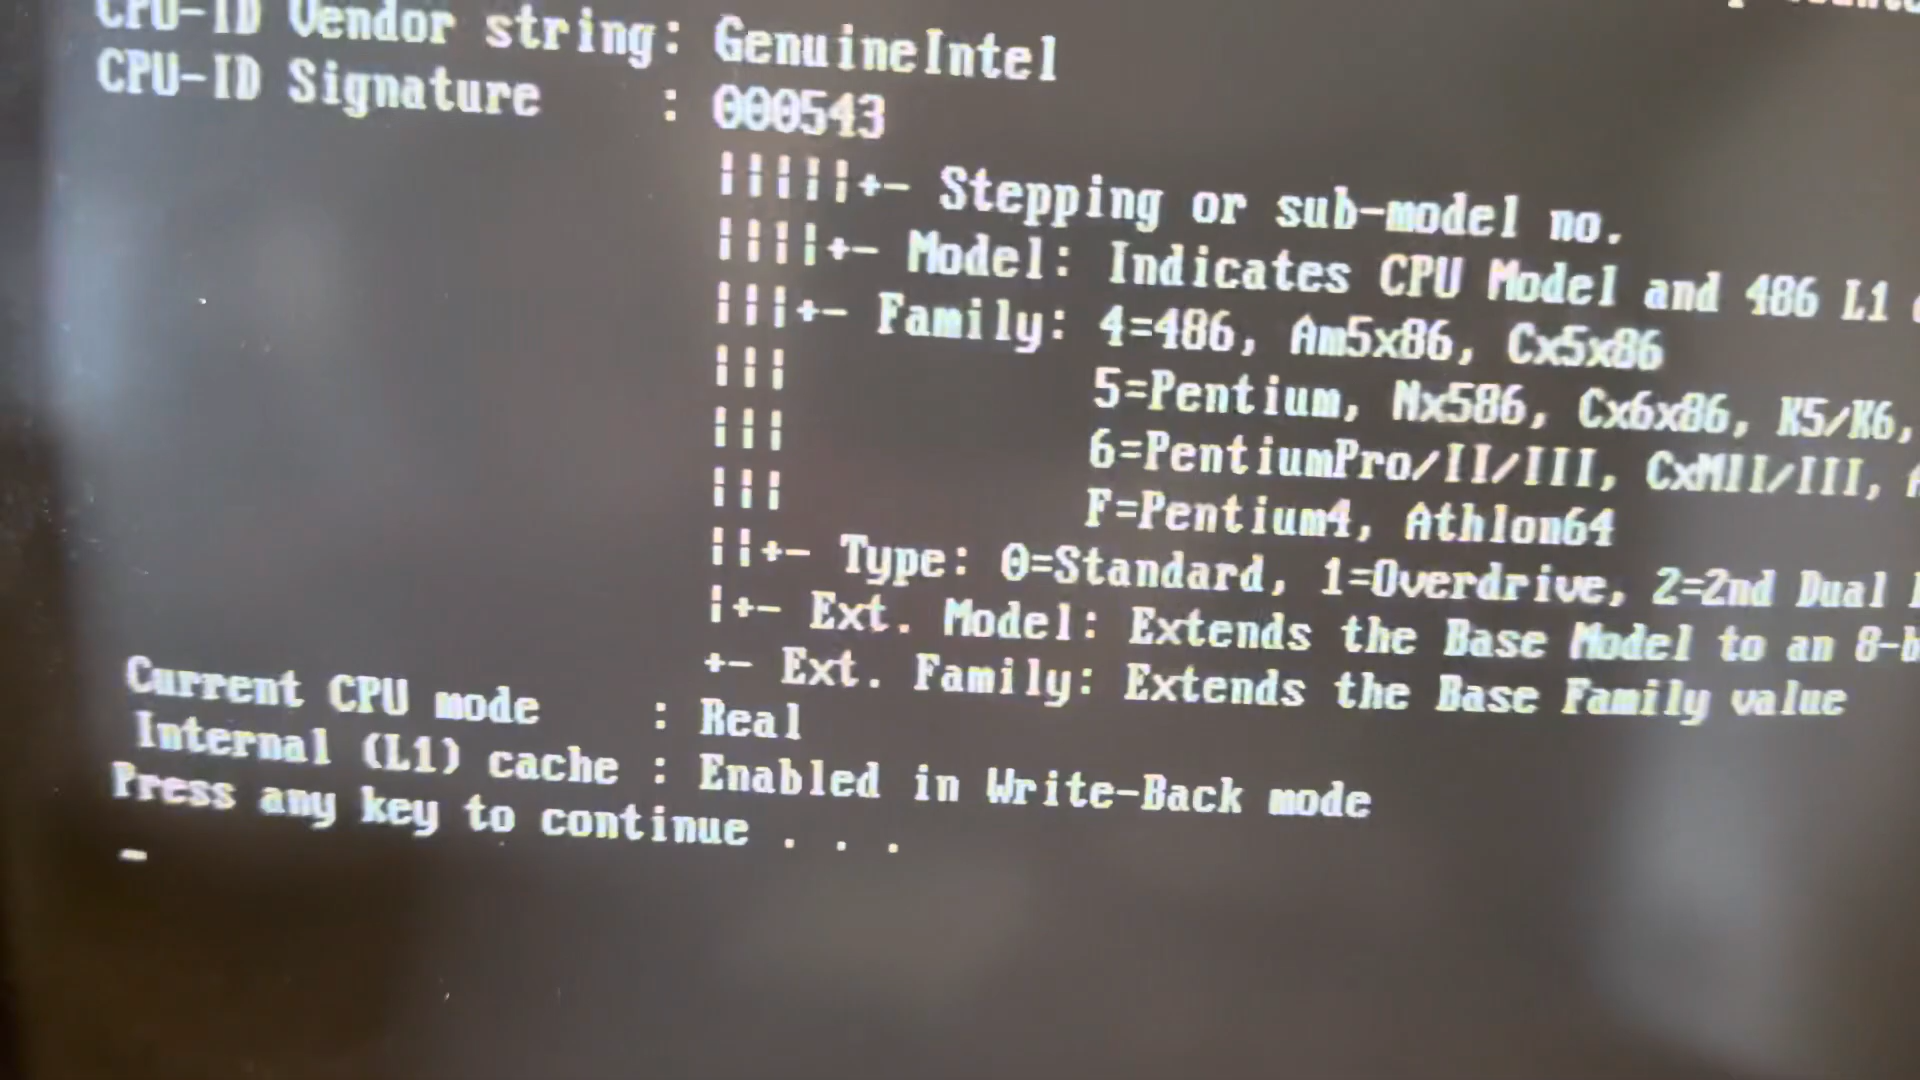 CPU-ID Vendor string: GenuineIntel
CPU-ID Signature : 000543
¦¦¦¦¦+- Stepping or sub-model no.
¦¦¦¦+- Model: Indicates CPU Model and 486 L1
¦¦¦+- Family: 4=486, Am5x86, Cx5x86
¦¦¦ 5=Pentium, Nx586, Cx6x86, K5/K6,
¦¦¦ 6=PentiumPro/II/III, CxMII/III,
¦¦¦ F=Pentium4, Athlon64
¦¦+- Type: 0=Standard, 1=Overdrive, 2=2nd Dual
¦+- Ext. Model: Extends the Base Model to an 8-b
+- Ext. Family: Extends the Base Family value
Current CPU mode : Real
Internal (L1) cache : Enabled in Write-Back mode
Press any key to continue . . .